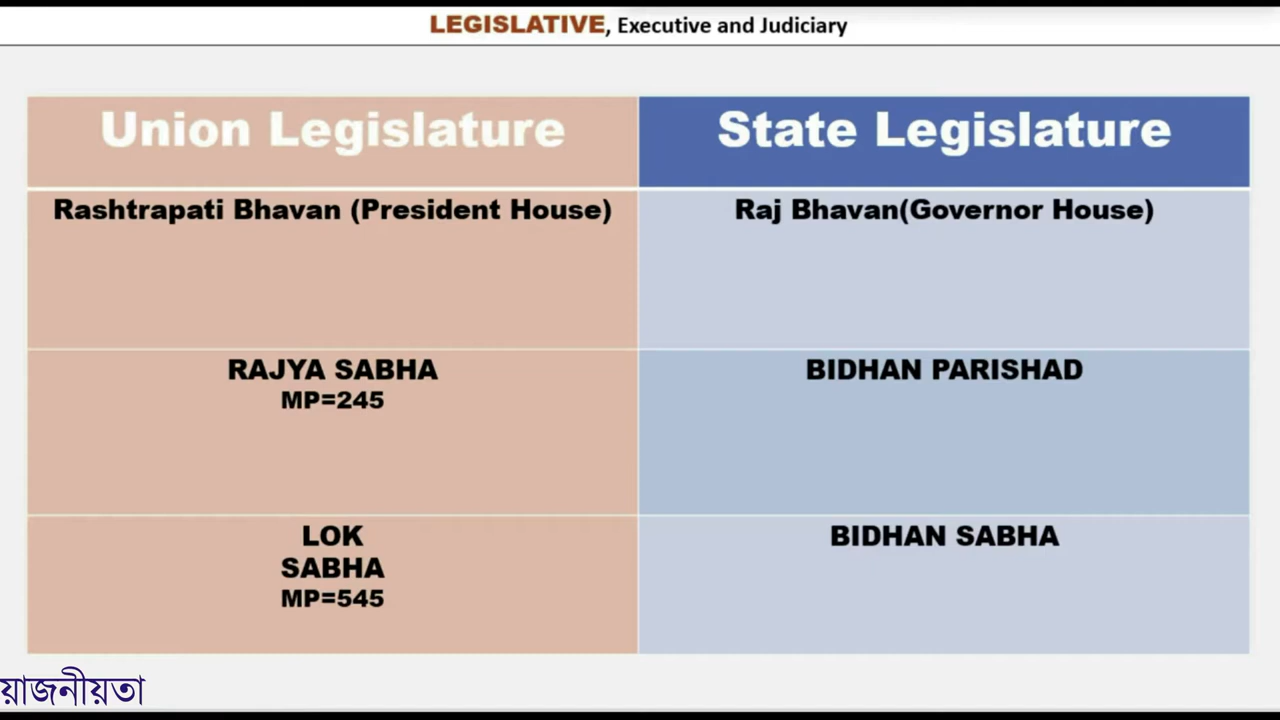 LEGISLATIVE, Executive and Judiciary
Union Legislature
State Legislature
Rashtrapati Bhavan (President House)
Raj Bhavan(Governor House)
RAJYA SABHA
MP=245
BIDHAN PARISHAD
LOK
SABHA
MP=545
BIDHAN SABHA
য়াজনীয়তা